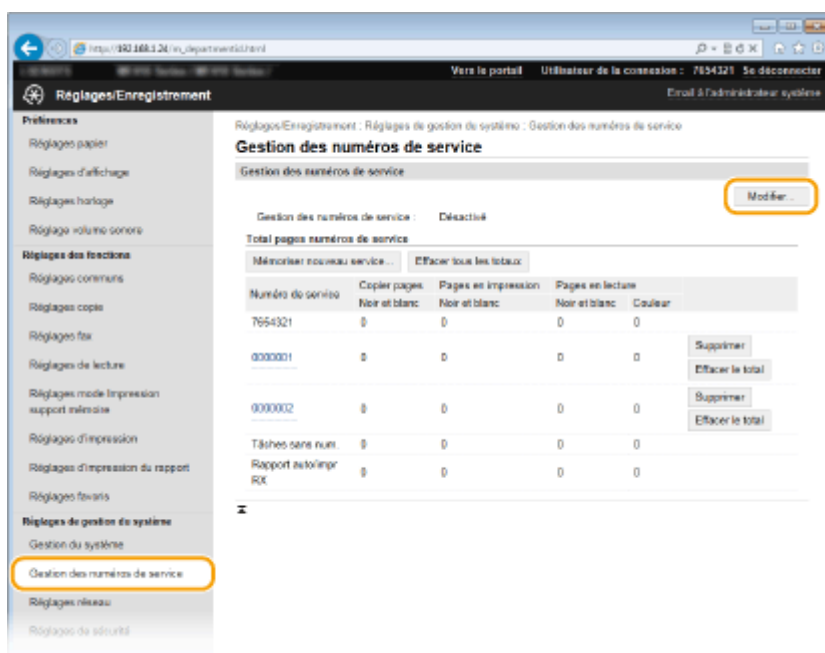 http://192.168.1.24/m_departmentid.html
Vers le portail Utilisateur de la connexion : 7654321 Se déconnecter
Réglages/Enregistrement
Email à l'administrateur système
Préférences
Réglages papier
Réglages d'affichage
Réglages horloge
Réglage volume sonore
Réglages des fonctions
Réglages communs
Réglages copie
Réglages fax
Réglages de lecture
Réglages mode Impression
support mémoire
Réglages d'impression
Réglages d'impression du rapport
Réglages favoris
Réglages de gestion du système
Gestion du système
Gestion des numéros de service
Réglages réseau
Réglages de sécurité
Réglages/Enregistrement : Réglages de gestion du système : Gestion des numéros de service
Gestion des numéros de service
Gestion des numéros de service
Modifier...
Gestion des numéros de service : Désactivé
Total pages numéros de service
Mémoriser nouveau service... Effacer tous les totaux
Numéro de service Copier pages Pages en impression Pages en lecture
Noir et blanc Noir et blanc Noir et blanc Couleur
7654321 0 0 0 0
0000001 0 0 0 0 Supprimer
Effacer le total
0000002 0 0 0 0 Supprimer
Effacer le total
Tâches sans num. 0 0 0 0
Rapport auto/impr
RX 0 0 0 0